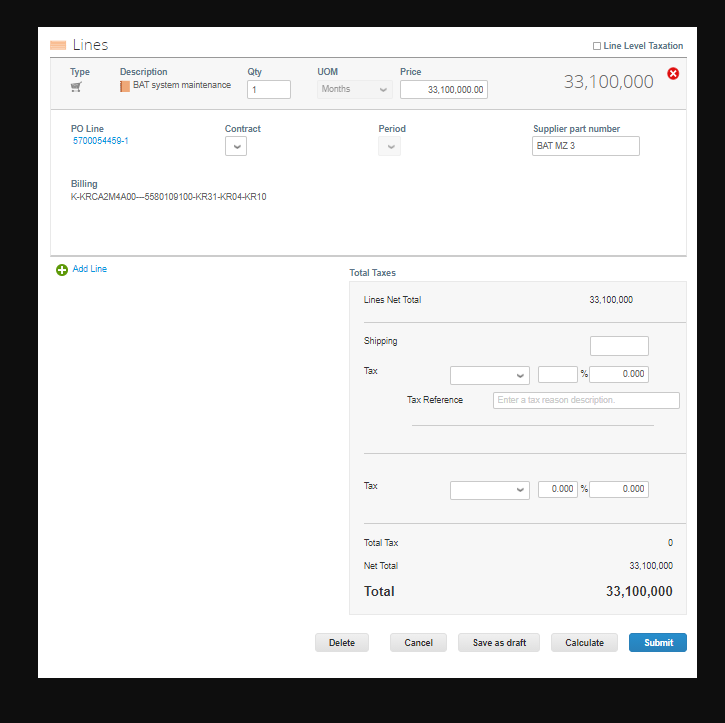 Lines
Line Level Taxation
Type Description Qty UOM Price
BAT system maintenance 1 Months 33,100,000.00 33,100,000
PO Line Contract Period Supplier part number
5700054459-1 BAT MZ 3
Billing
K-KRCA2M4A00—5580109100-KR31-KR04-KR10
Add Line
Total Taxes
Lines Net Total 33,100,000
Shipping
Tax % 0.000
Tax Reference Enter a tax reason description.
Tax 0.000 % 0.000
Total Tax 0
Net Total 33,100,000
Total 33,100,000
Delete Cancel Save as draft Calculate Submit